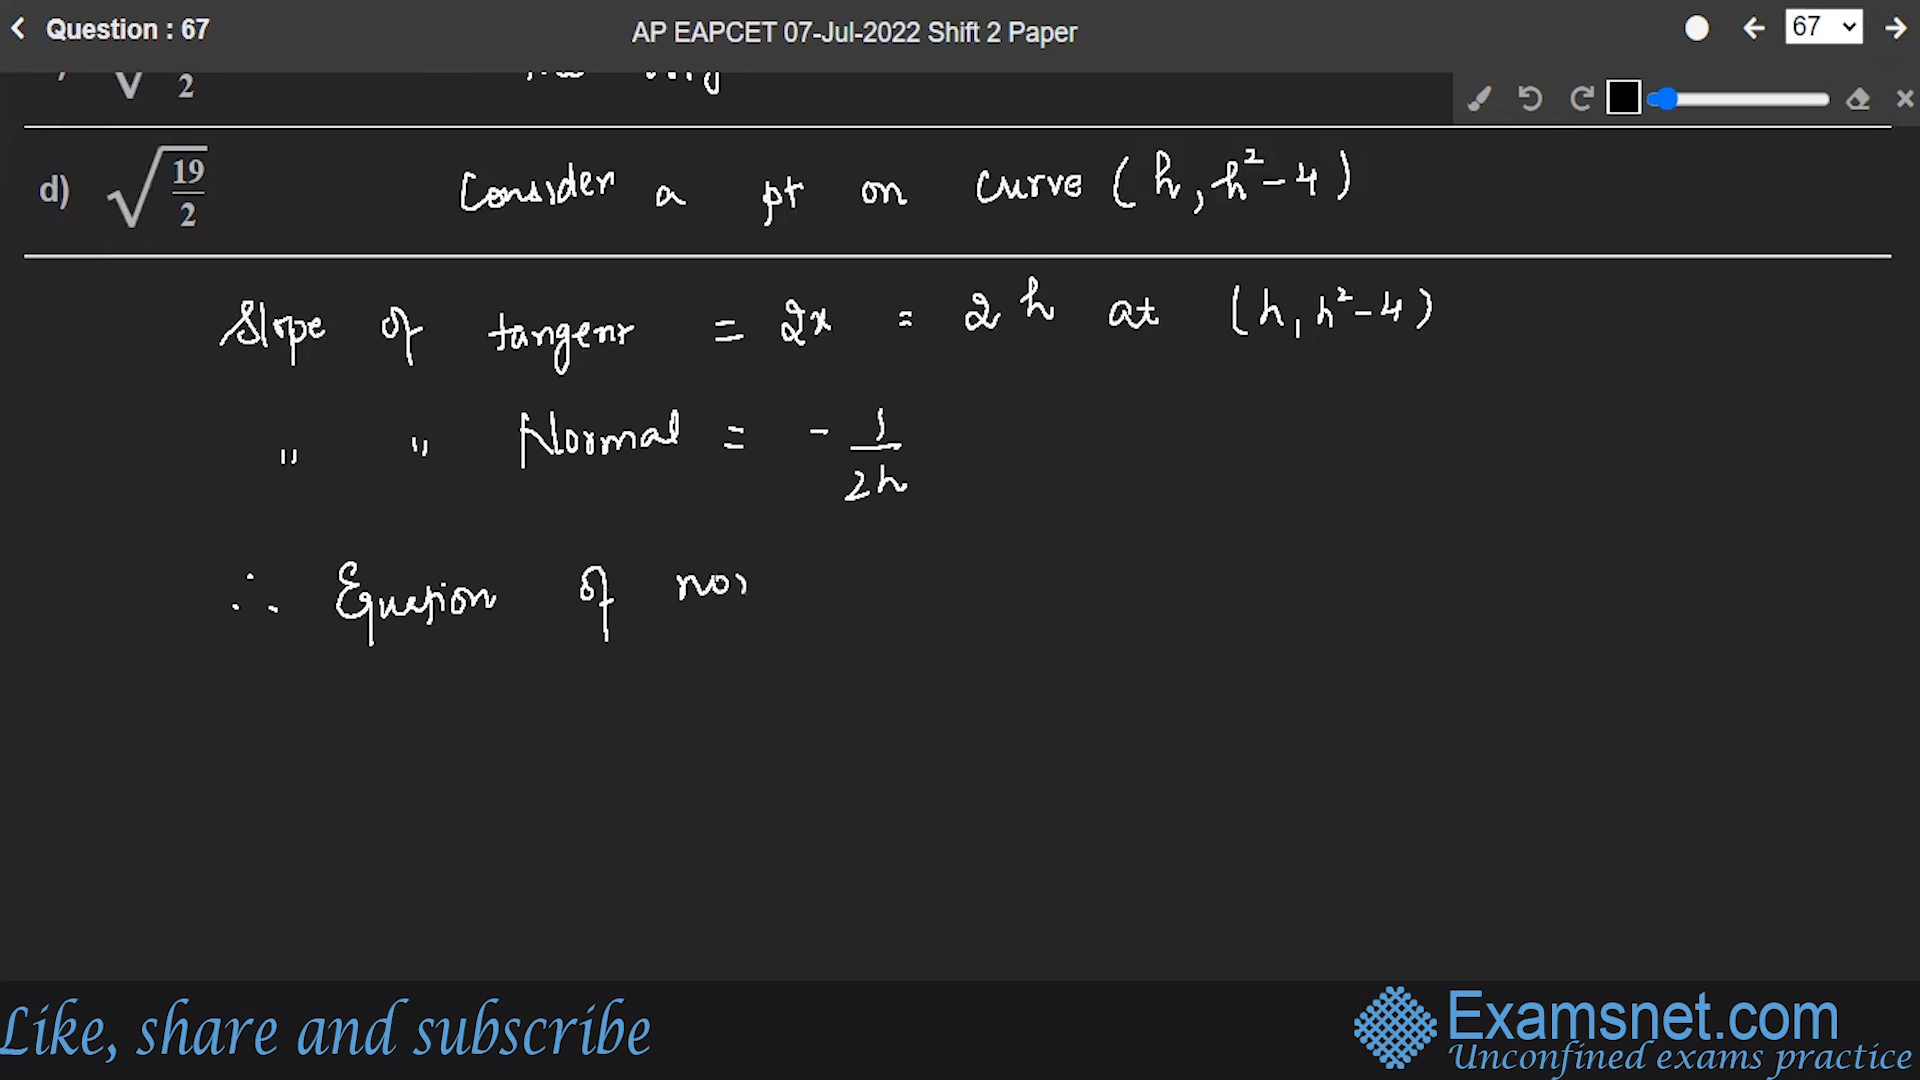 Question : 67
AP EAPCET 07-Jul-2022 Shift 2 Paper
67
√ 2
d) √19/2
Consider a pt on curve (h, h²-4)
Slope of tangent = 2x = 2h at (h, h²-4)
" " Normal = - 1/2h
∴ Equation of nor
Like, share and subscribe
Examsnet.com
Unconfined exams practice